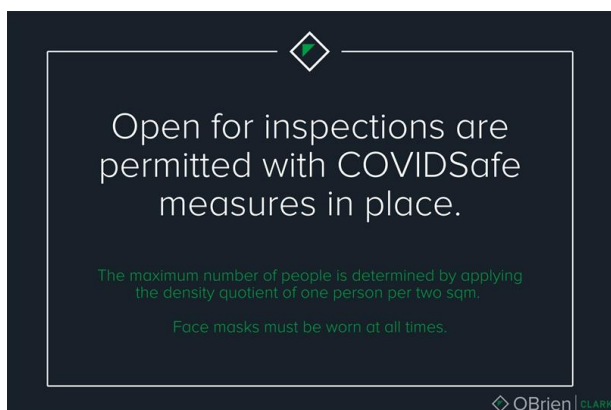 Open for inspections are
permitted with COVIDSafe
measures in place.
The maximum number of people is determined by applying
the density quotient of one person per two sqm.
Face masks must be worn at all times.
OBrien CLARK